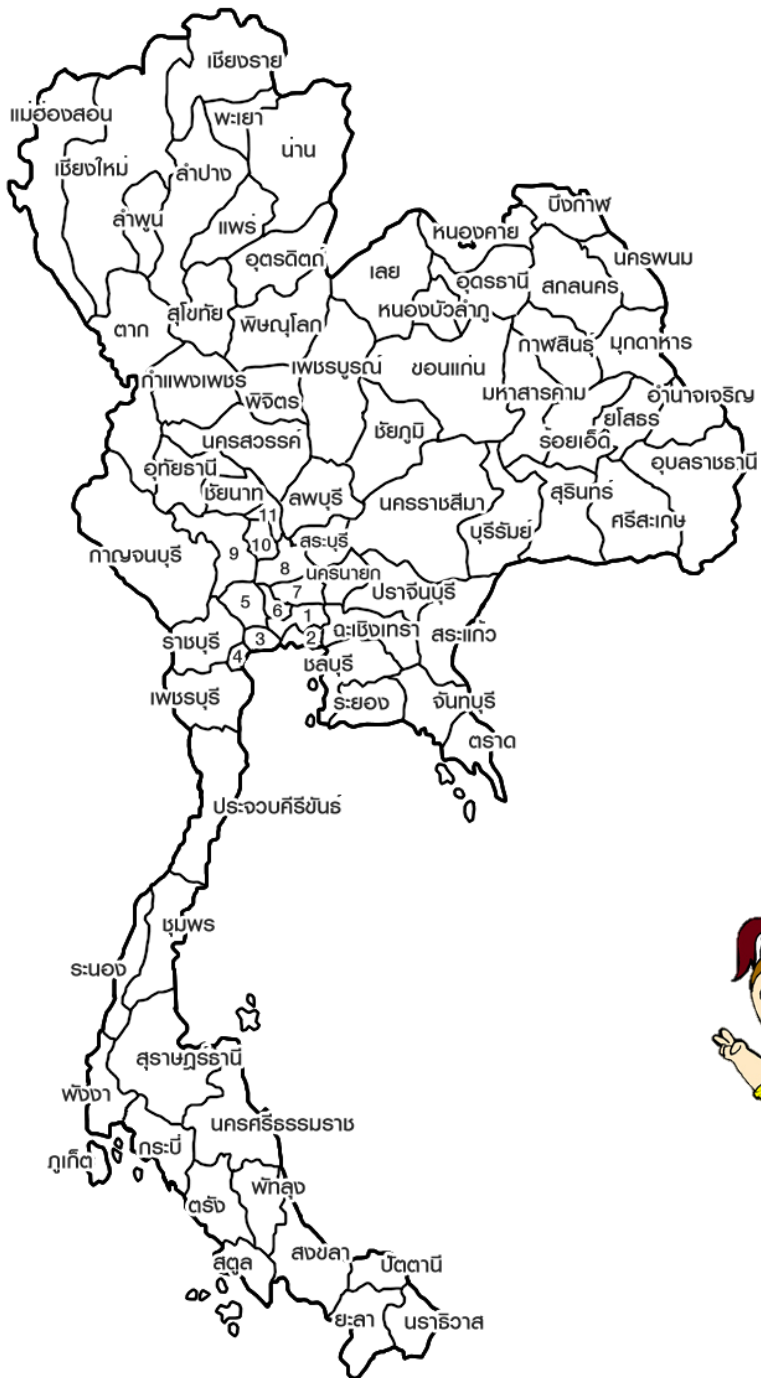 เชียงราย
แม่ฮ่องสอน
พะเยา
เชียงใหม่
ลำปาง
น่าน
ลำพูน
แพร่
อุตรดิตถ์
บึงกาฬ
หนองคาย
นครพนม
เลย
อุดรธานี
สกลนคร
หนองบัวลำภู
ตาก
สุโขทัย
พิษณุโลก
กาฬสินธุ์
มุกดาหาร
กำแพงเพชร
เพชรบูรณ์
ขอนแก่น
มหาสารคาม
อำนาจเจริญ
พิจิตร
ยโสธร
นครสวรรค์
ชัยภูมิ
ร้อยเอ็ด
อุทัยธานี
อุบลราชธานี
ชัยนาท
ลพบุรี
นครราชสีมา
สุรินทร์
11
บุรีรัมย์
ศรีสะเกษ
กาญจนบุรี
9
10
สระบุรี
8
นครนายก
7
ปราจีนบุรี
5
6
1
ฉะเชิงเทรา
สระแก้ว
ราชบุรี
3
2
4
ชลบุรี
เพชรบุรี
ระยอง
จันทบุรี
ตราด
ประจวบคีรีขันธ์
ชุมพร
ระนอง
สุราษฎร์ธานี
พังงา
นครศรีธรรมราช
ภูเก็ต
กระบี่
พัทลุง
ตรัง
สงขลา
สตูล
ปัตตานี
ยะลา
นราธิวาส